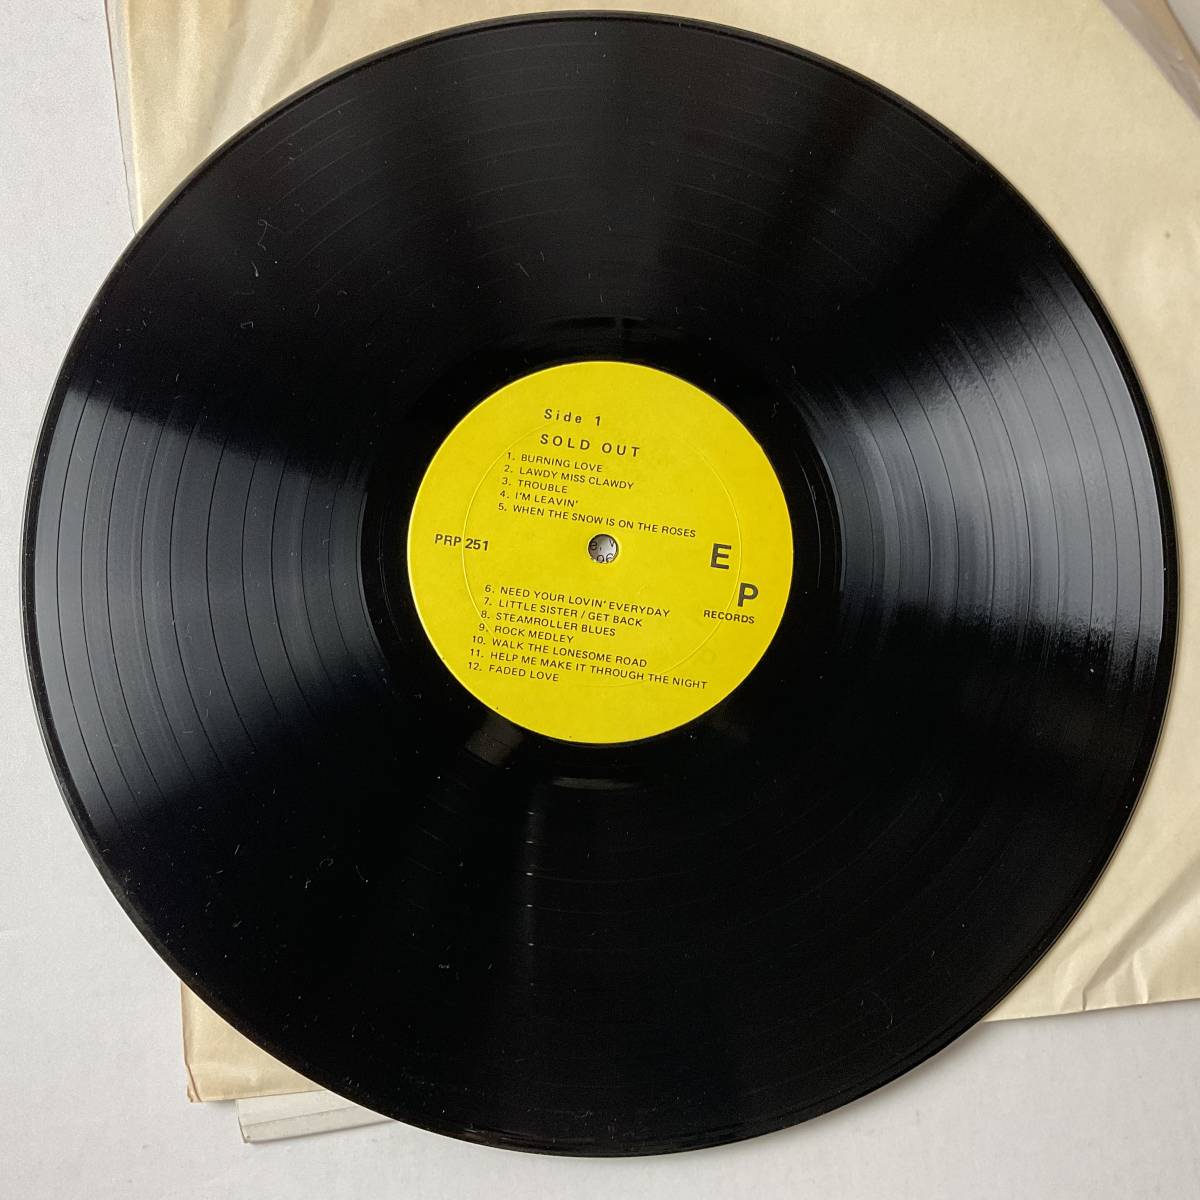 Side 1
SOLD OUT
1. BURNING LOVE
2. LAWDY MISS CLAWDY
3. TROUBLE
4. I'M LEAVIN'
5. WHEN THE SNOW IS ON THE ROSES
PRP 251
E P
RECORDS
6. NEED YOUR LOVIN' EVERYDAY
7. LITTLE SISTER / GET BACK
8. STEAMROLLER BLUES
9. ROCK MEDLEY
10. WALK THE LONESOME ROAD
11. HELP ME MAKE IT THROUGH THE NIGHT
12. FADED LOVE